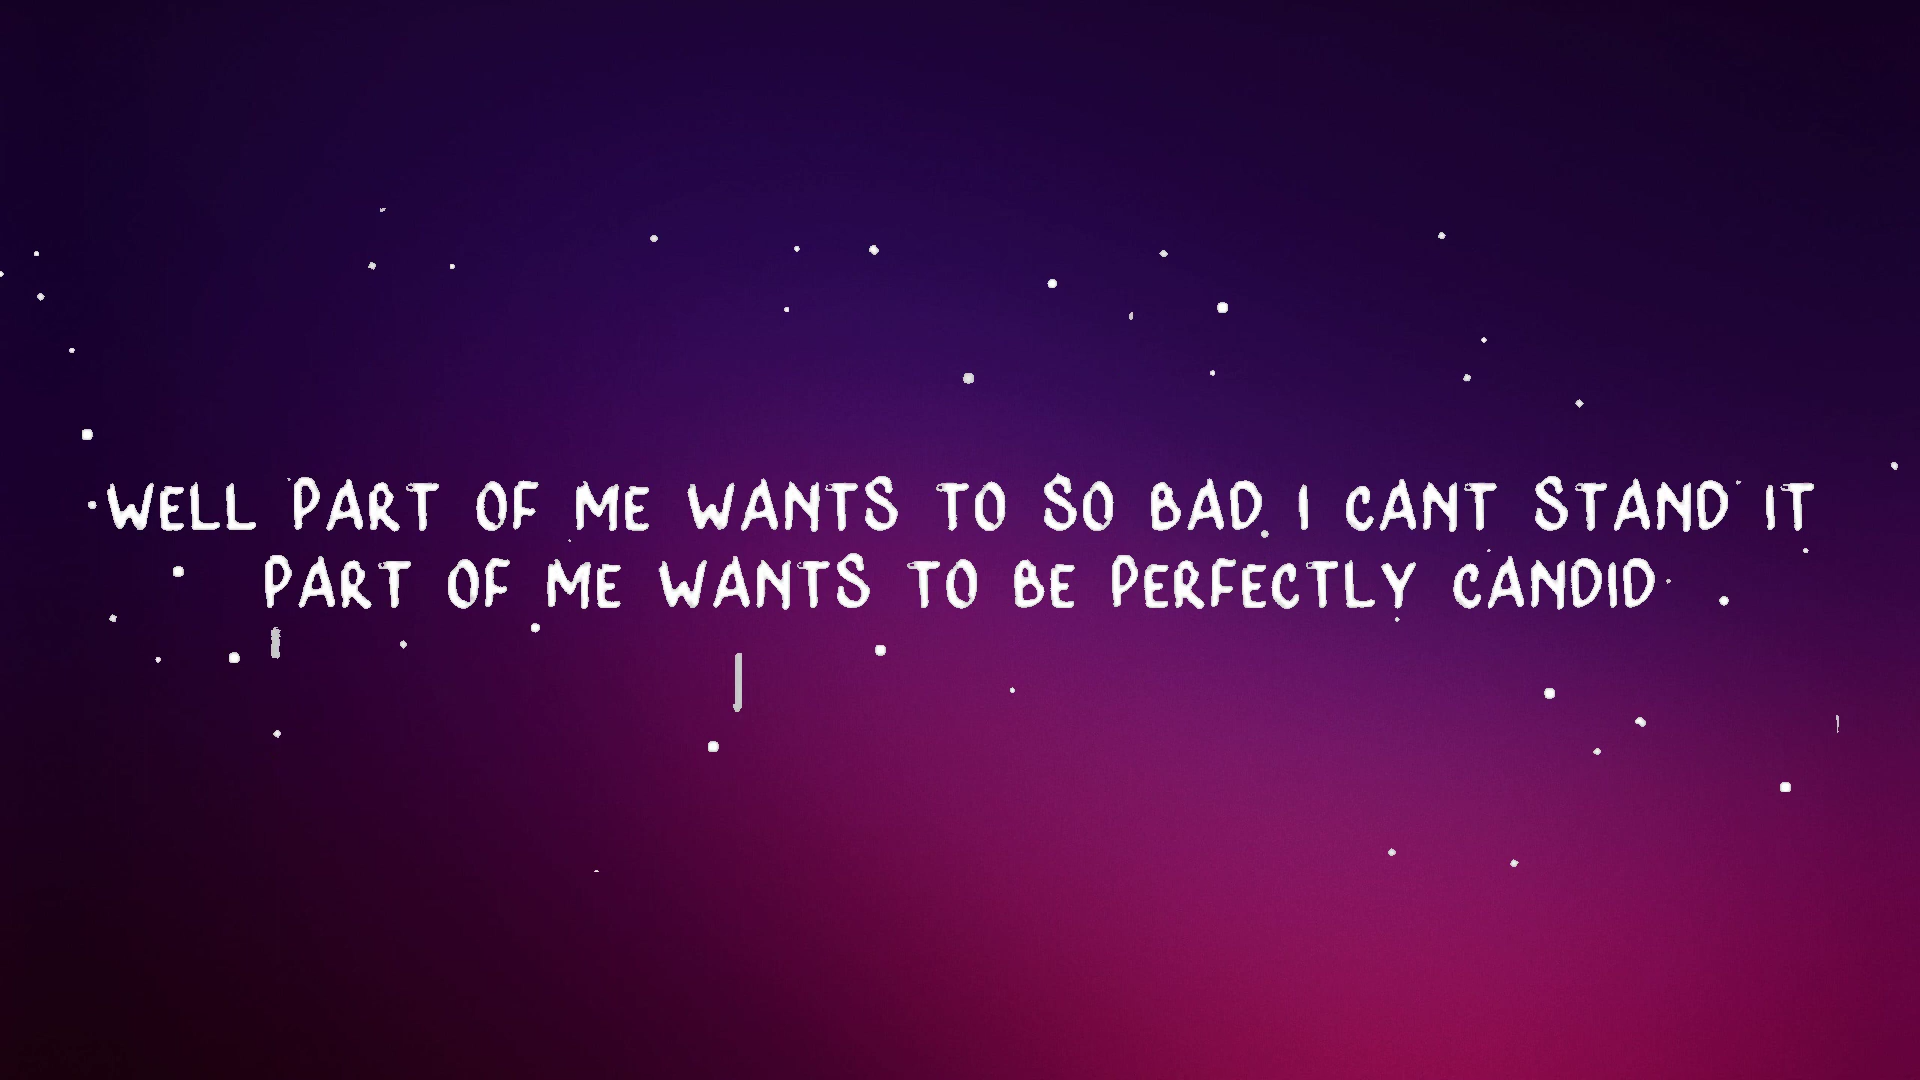 WELL PART OF ME WANTS TO SO BAD I CANT STAND IT
PART OF ME WANTS TO BE PERFECTLY CANDID